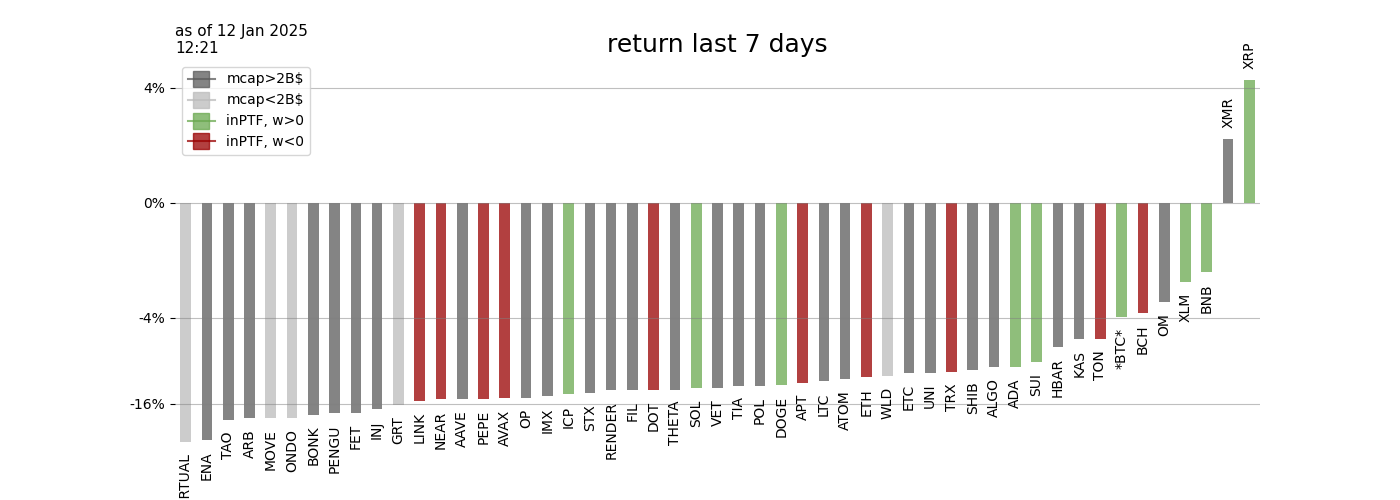 as of 12 Jan 2025
12:21
return last 7 days
mcap>2B$
mcap<2B$
inPTF, w>0
inPTF, w<0
4%
0%
-4%
-16%
RTUAL
ENA
TAO
ARB
MOVE
ONDO
BONK
PENGU
FET
INJ
GRT
LINK
NEAR
AAVE
PEPE
AVAX
OP
IMX
ICP
STX
RENDER
FIL
DOT
THETA
SOL
VET
TIA
POL
DOGE
APT
LTC
ATOM
ETH
WLD
ETC
UNI
TRX
SHIB
ALGO
ADA
SUI
HBAR
KAS
TON
*BTC*
BCH
OM
XLM
BNB
XMR
XRP